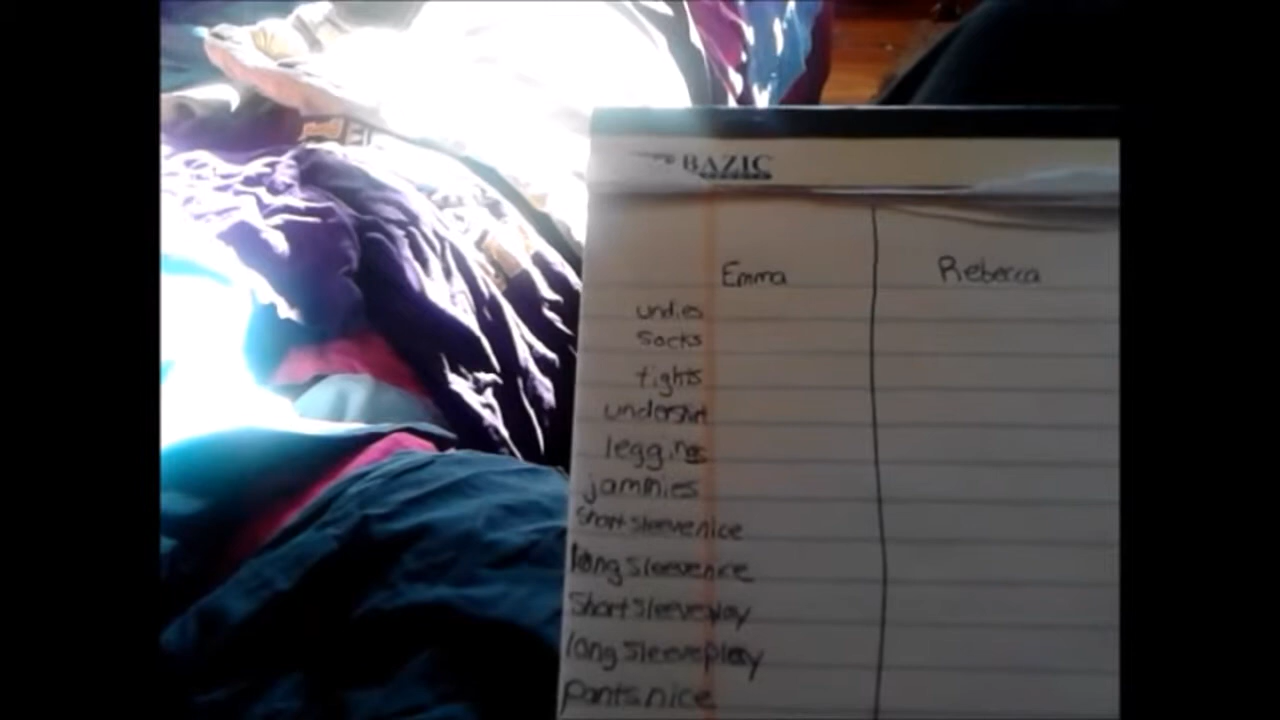 BAZIC
Emma Rebecca
undies
socks
tights
undershirt
leggings
jammies
short sleeve nice
long sleeve nice
short sleeve play
long sleeve play
pants nice